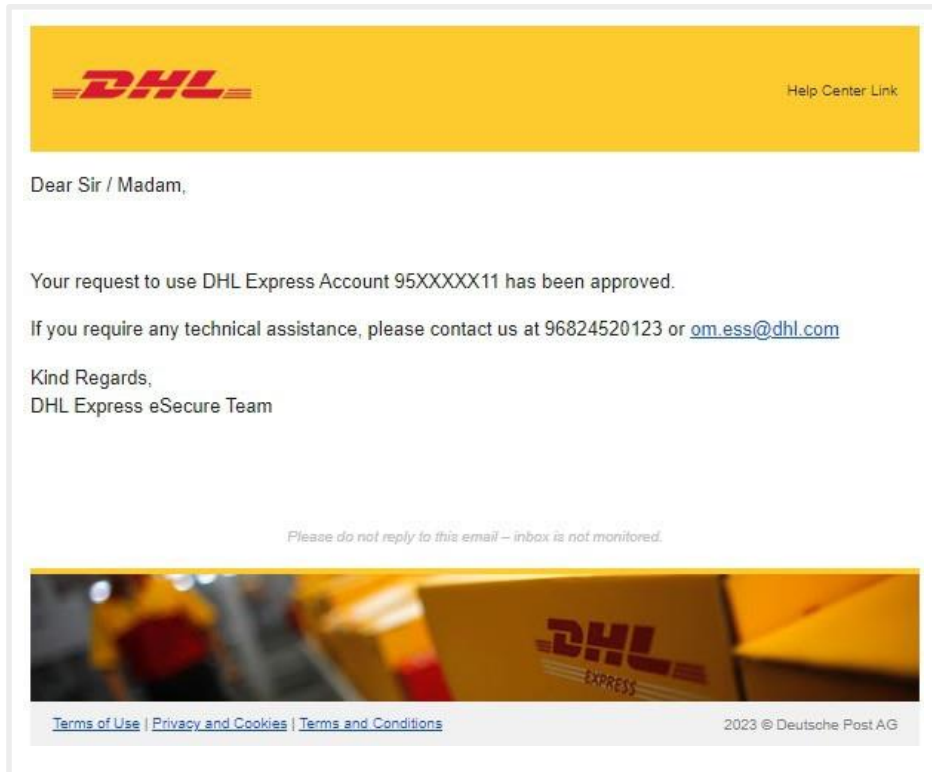 DHL
Help Center Link
Dear Sir / Madam,
Your request to use DHL Express Account 95XXXXX11 has been approved.
If you require any technical assistance, please contact us at 96824520123 or om.ess@dhl.com
Kind Regards,
DHL Express eSecure Team
Please do not reply to this email – inbox is not monitored.
DHL
EXPRESS
Terms of Use | Privacy and Cookies | Terms and Conditions
2023 © Deutsche Post AG